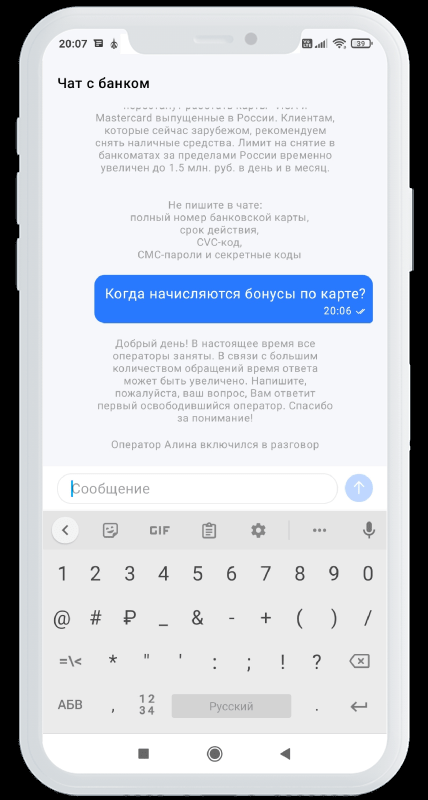 20:07
39
Чат с банком
Mastercard выпущенные в России. Клиентам,
которые сейчас зарубежом, рекомендуем
снять наличные средства. Лимит на снятие в
банкоматах за пределами России временно
увеличен до 1.5 млн. руб. в день и в месяц.
Не пишите в чате:
полный номер банковской карты,
срок действия,
CVC-код,
СМС-пароли и секретные коды
Когда начисляются бонусы по карте?
20:06
Добрый день! В настоящее время все
операторы заняты. В связи с большим
количеством обращений время ответа
может быть увеличено. Напишите,
пожалуйста, ваш вопрос, Вам ответит
первый освободившийся оператор. Спасибо
за понимание!
Оператор Алина включился в разговор
Сообщение
GIF
1 2 3 4 5 6 7 8 9 0
@ # ₽ _ & - + ( ) /
=\< * " ' : ; ! ?
АБВ , 12 34 Русский .